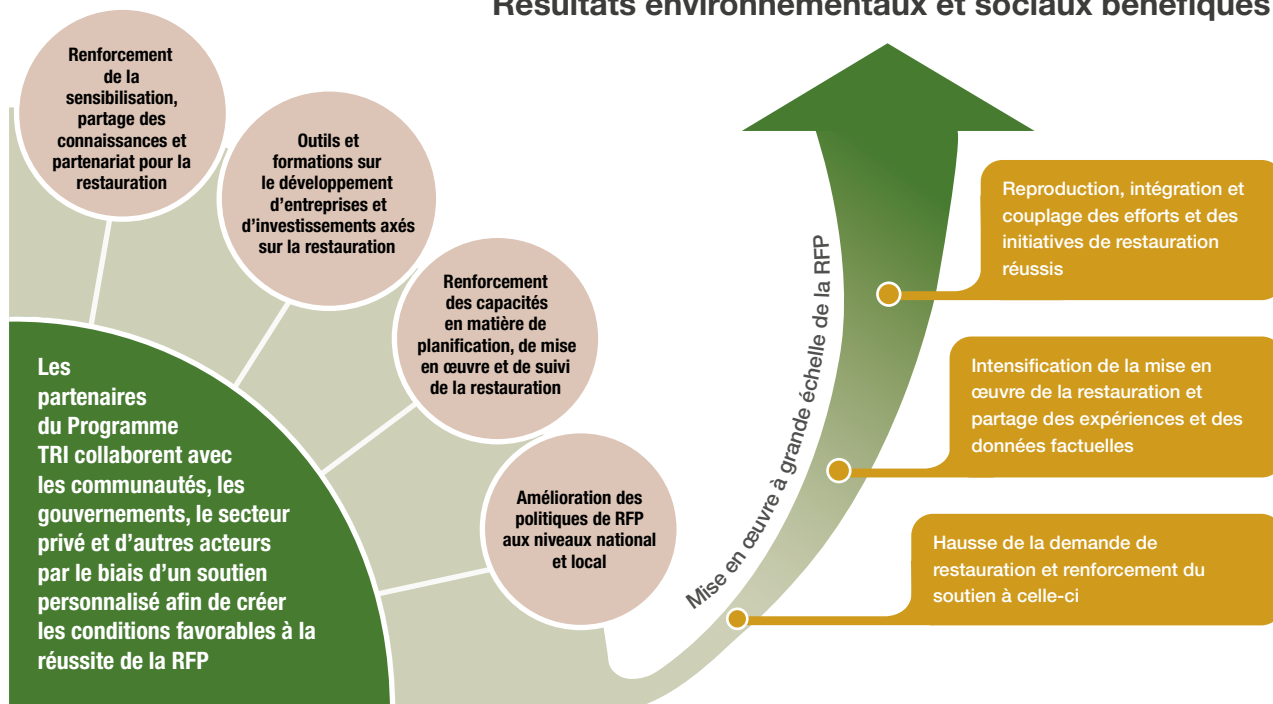 Résultats environnementaux et sociaux bénéfiques
Renforcement
de la
sensibilisation,
partage des
connaissances et
partenariat pour la
restauration
Outils et
formations sur
le développement
d'entreprises et
d'investissements axés
sur la restauration
Renforcement
des capacités
en matière de
planification, de mise
en œuvre et de suivi
de la restauration
Amélioration des
politiques de RFP
aux niveaux national
et local
Les
partenaires
du Programme
TRI collaborent avec
les communautés, les
gouvernements, le secteur
privé et d'autres acteurs
par le biais d'un soutien
personnalisé afin de créer
les conditions favorables à la
réussite de la RFP
Mise en œuvre à grande échelle de la RFP
Reproduction, intégration et
couplage des efforts et des
initiatives de restauration
réussis
Intensification de la mise en
œuvre de la restauration et
partage des expériences et des
données factuelles
Hausse de la demande de
restauration et renforcement du
soutien à celle-ci